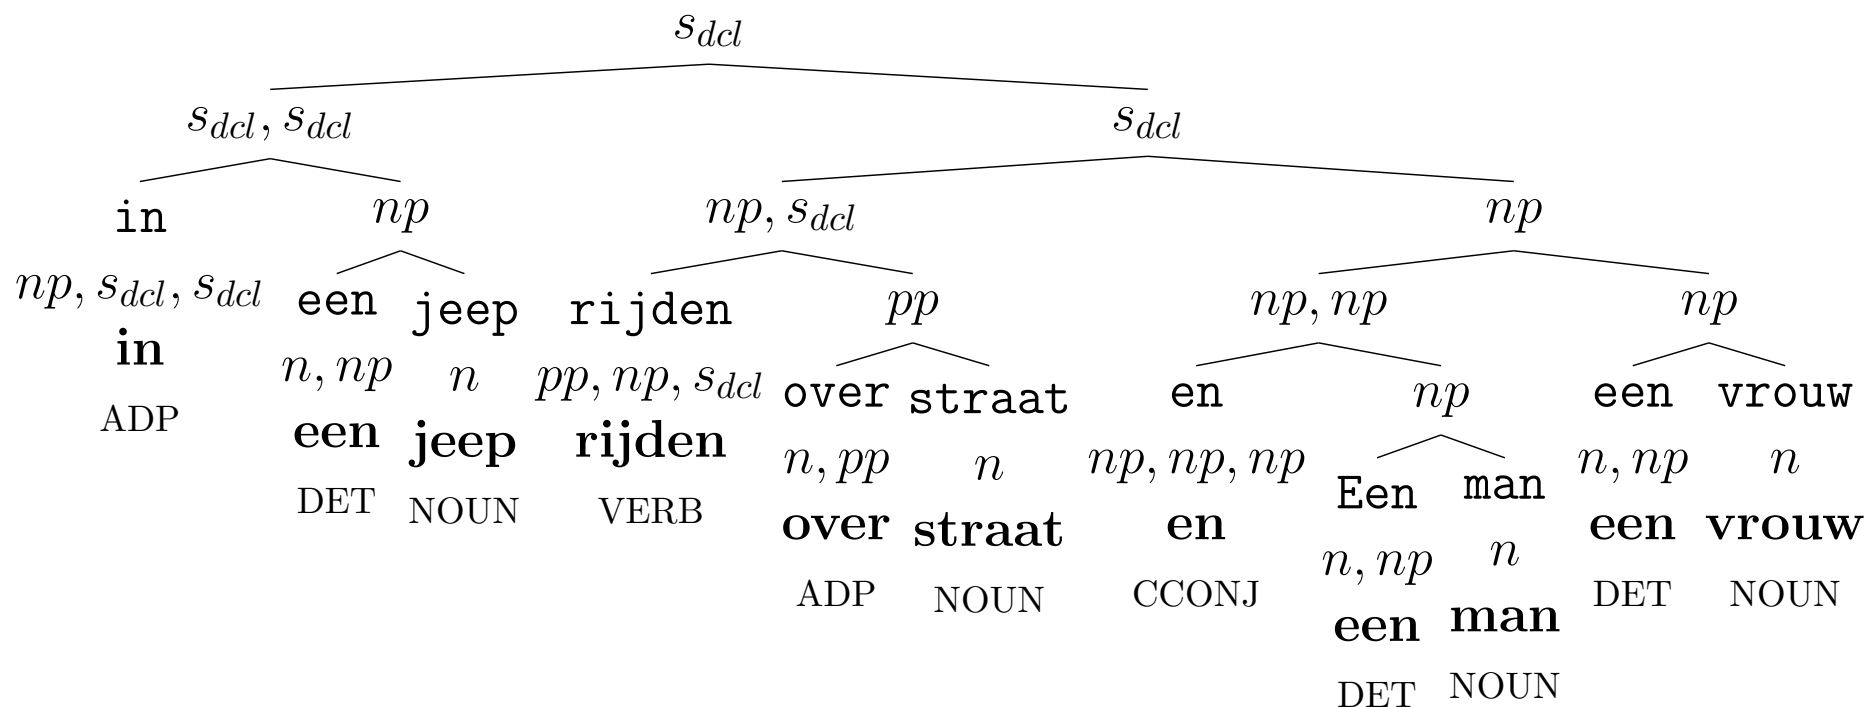 s_dcl
s_dcl, s_dcl s_dcl
in np np, s_dcl np
np, s_dcl, s_dcl een jeep rijden pp np, np np
in n, np n pp, np, s_dcl over straat en np een vrouw
ADP een jeep rijden n, pp n np, np, np Een man n, np n
DET NOUN VERB over straat en n, np n een vrouw
ADP NOUN CCONJ een man DET NOUN
DET NOUN